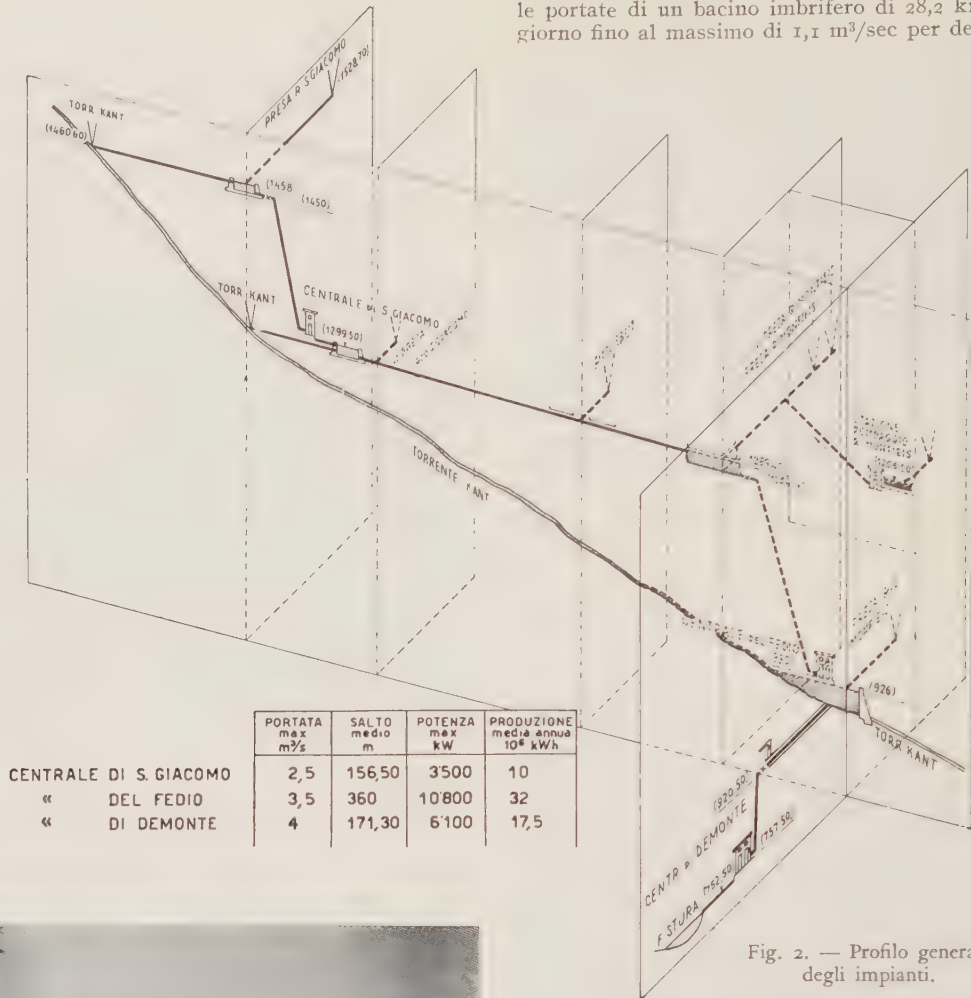 le portate di un bacino imbrifero di 28,2 k
giorno fino al massimo di 1,1 m³/sec per de
PRESA R. S. GIACOMO
(1528.70)
TORR KANT
(1460.60)
(1458
(1450)
TORR KANT
CENTRALE DI S. GIACOMO
(1299.50)
TORRENTE KANT
(926)
TORR KANT
(920.50)
CENTR DI DEMONTE
(757.50)
(752.50)
F STURA
PORTATA max m³/s SALTO medio m POTENZA max kW PRODUZIONE media annua 10⁶ kWh
CENTRALE DI S. GIACOMO 2,5 156,50 3'500 10
“ DEL FEDIO 3,5 360 10'800 32
“ DI DEMONTE 4 171,30 6'100 17,5
Fig. 2. — Profilo genera
degli impianti.